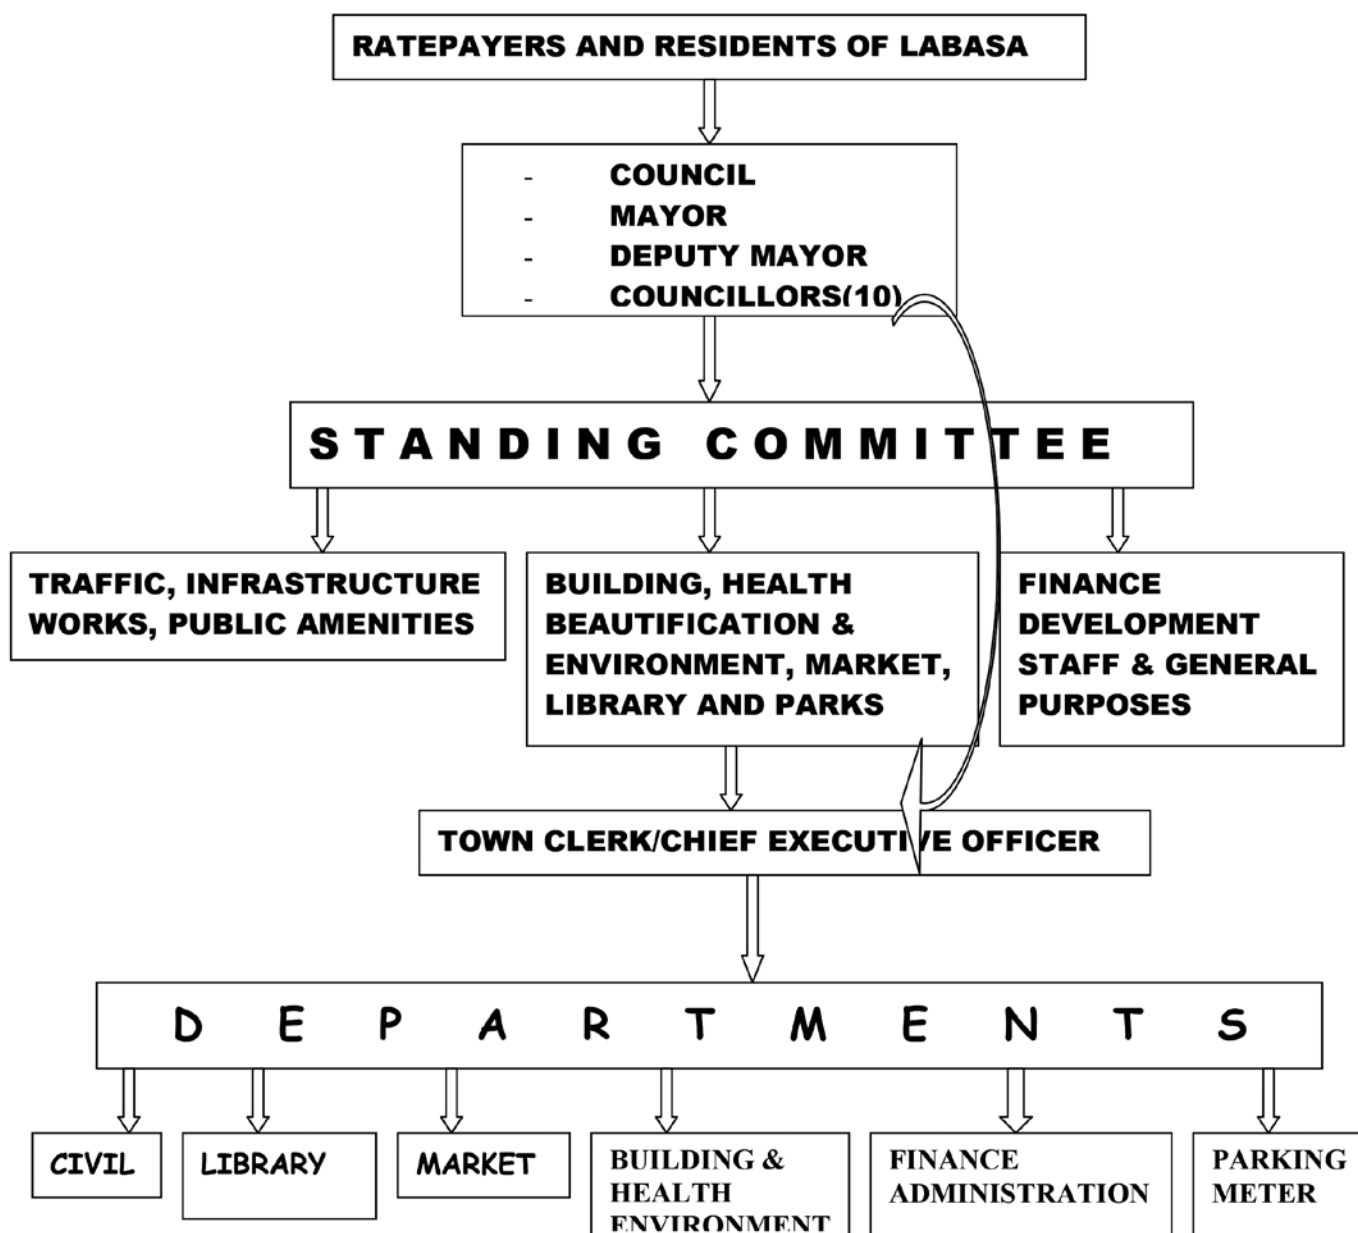 RATEPAYERS AND RESIDENTS OF LABASA
- COUNCIL
- MAYOR
- DEPUTY MAYOR
- COUNCILLORS(10)
STANDING COMMITTEE
TRAFFIC, INFRASTRUCTURE
WORKS, PUBLIC AMENITIES
BUILDING, HEALTH
BEAUTIFICATION &
ENVIRONMENT, MARKET,
LIBRARY AND PARKS
FINANCE
DEVELOPMENT
STAFF & GENERAL
PURPOSES
TOWN CLERK/CHIEF EXECUTIVE OFFICER
DEPARTMENTS
CIVIL
LIBRARY
MARKET
BUILDING &
HEALTH
ENVIRONMENT
FINANCE
ADMINISTRATION
PARKING
METER